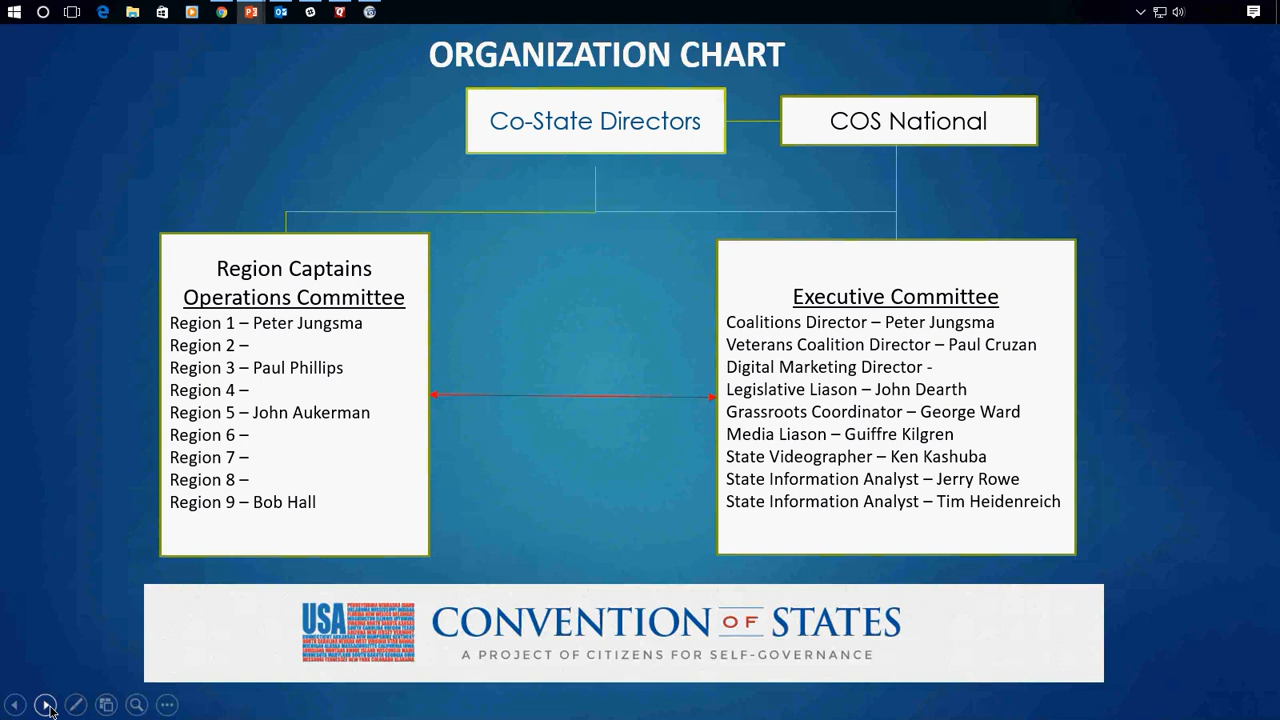 ORGANIZATION CHART
Co-State Directors
COS National
Region Captains
Operations Committee
Region 1 – Peter Jungsma
Region 2 –
Region 3 – Paul Phillips
Region 4 –
Region 5 – John Aukerman
Region 6 –
Region 7 –
Region 8 –
Region 9 – Bob Hall
Executive Committee
Coalitions Director – Peter Jungsma
Veterans Coalition Director – Paul Cruzan
Digital Marketing Director -
Legislative Liason – John Dearth
Grassroots Coordinator – George Ward
Media Liason – Guiffre Kilgren
State Videographer – Ken Kashuba
State Information Analyst – Jerry Rowe
State Information Analyst – Tim Heidenreich
USA
CONVENTION OF STATES
A PROJECT OF CITIZENS FOR SELF-GOVERNANCE